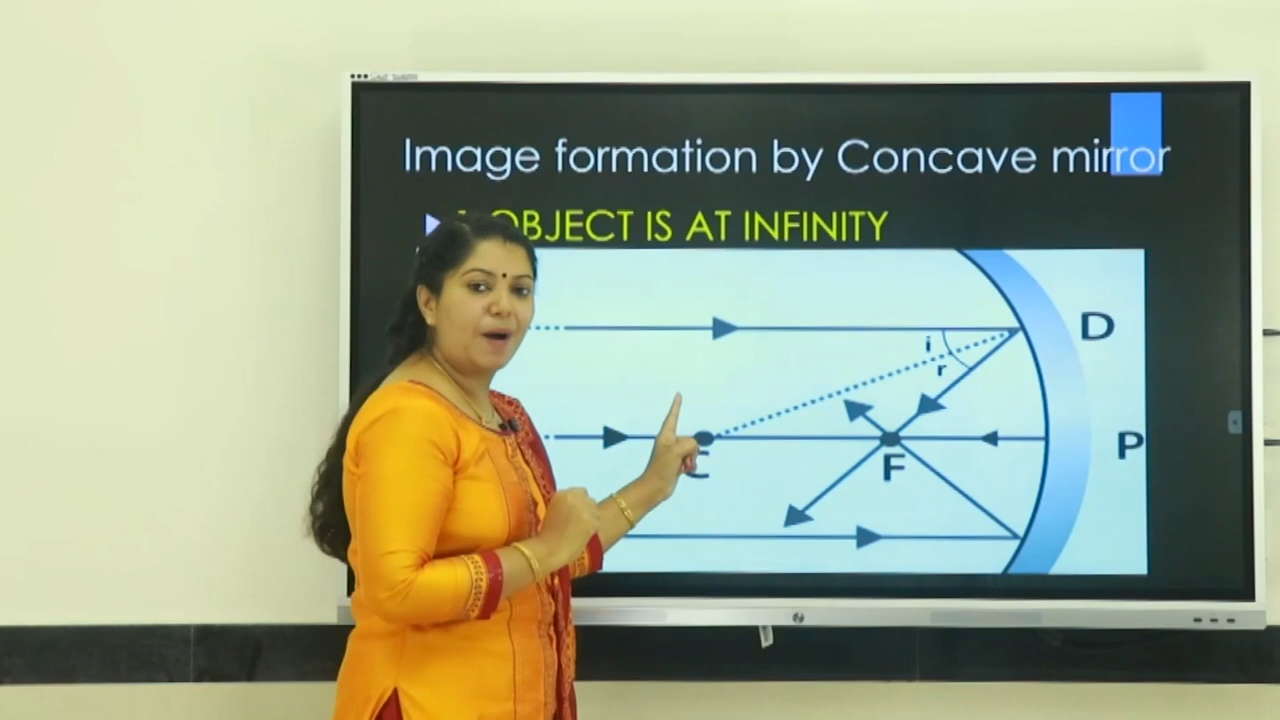 Image formation by Concave mirror
OBJECT IS AT INFINITY
D
i
r
C
F
P